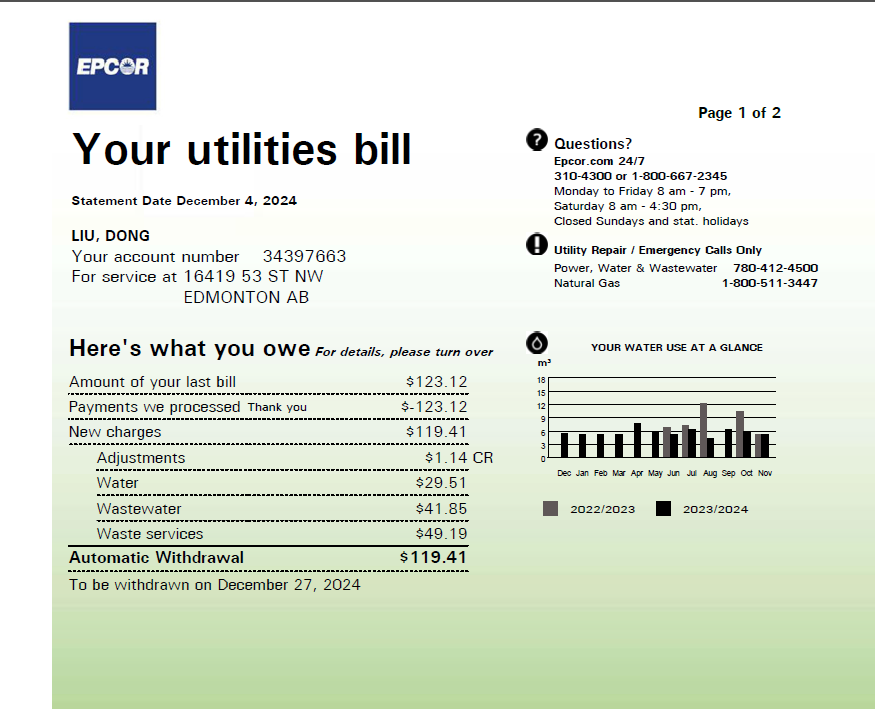 EPCOR
Page 1 of 2
Your utilities bill
Statement Date December 4, 2024
LIU, DONG
Your account number 34397663
For service at 16419 53 ST NW
EDMONTON AB
? Questions?
Epcor.com 24/7
310-4300 or 1-800-667-2345
Monday to Friday 8 am - 7 pm,
Saturday 8 am - 4:30 pm,
Closed Sundays and stat. holidays
! Utility Repair / Emergency Calls Only
Power, Water & Wastewater 780-412-4500
Natural Gas 1-800-511-3447
Here's what you owe For details, please turn over
Amount of your last bill $123.12
Payments we processed Thank you $-123.12
New charges $119.41
Adjustments $1.14 CR
Water $29.51
Wastewater $41.85
Waste services $49.19
Automatic Withdrawal $119.41
To be withdrawn on December 27, 2024
YOUR WATER USE AT A GLANCE
m³
18
15
12
9
6
3
0
Dec Jan Feb Mar Apr May Jun Jul Aug Sep Oct Nov
2022/2023 2023/2024